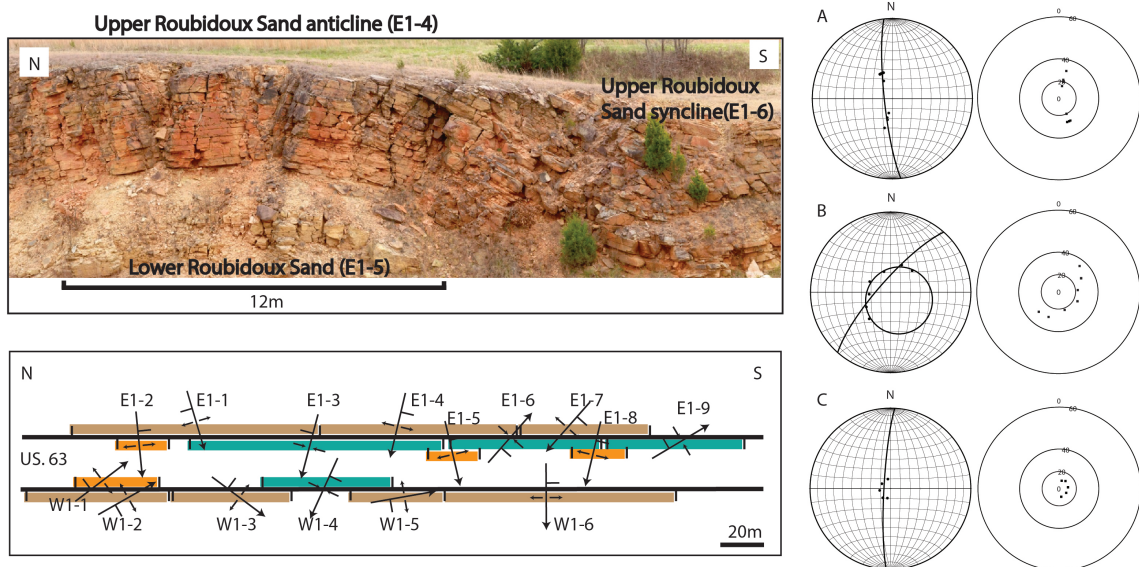 Upper Roubidoux Sand anticline (E1-4)
N
S
Upper Roubidoux
Sand syncline(E1-6)
Lower Roubidoux Sand (E1-5)
12m
N
S
E1-2
E1-1
E1-3
E1-4
E1-5
E1-6
E1-7
E1-8
E1-9
US. 63
W1-1
W1-2
W1-3
W1-4
W1-5
W1-6
20m
A
N
0
60
40
20
0
B
N
0
60
40
20
0
C
N
0
60
40
20
0